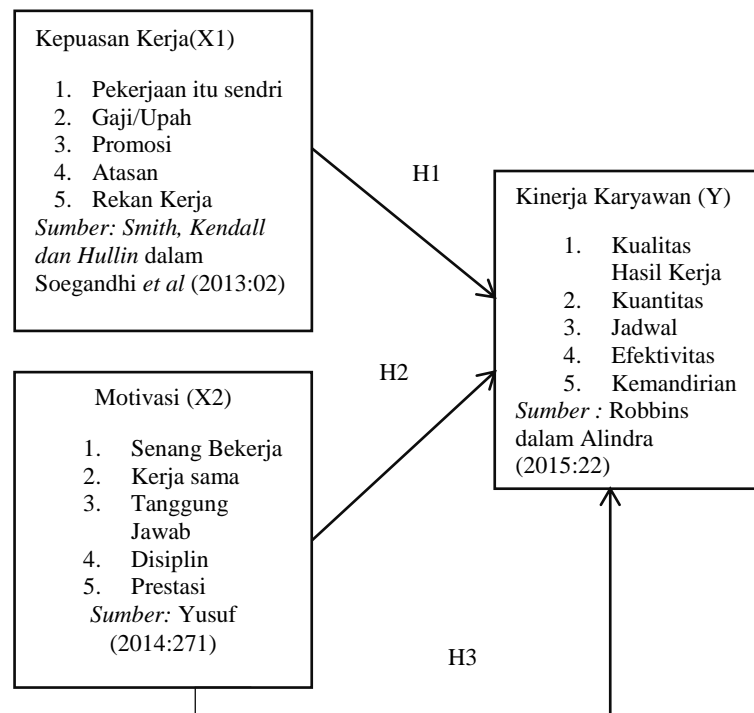 Kepuasan Kerja(X1)
1. Pekerjaan itu sendri
2. Gaji/Upah
3. Promosi
4. Atasan
5. Rekan Kerja
Sumber: Smith, Kendall
dan Hullin dalam
Soegandhi et al (2013:02)
H1
Kinerja Karyawan (Y)
1. Kualitas
Hasil Kerja
2. Kuantitas
3. Jadwal
4. Efektivitas
5. Kemandirian
Sumber : Robbins
dalam Alindra
(2015:22)
H2
Motivasi (X2)
1. Senang Bekerja
2. Kerja sama
3. Tanggung
Jawab
4. Disiplin
5. Prestasi
Sumber: Yusuf
(2014:271)
H3